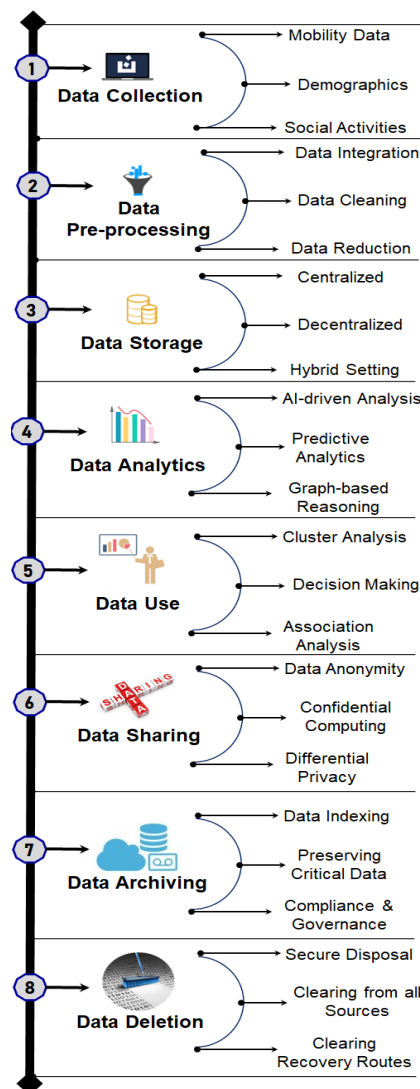 1
Data Collection
Mobility Data
Demographics
Social Activities
2
Data
Pre-processing
Data Integration
Data Cleaning
Data Reduction
3
Data Storage
Centralized
Decentralized
Hybrid Setting
4
Data Analytics
AI-driven Analysis
Predictive
Analytics
Graph-based
Reasoning
5
Data Use
Cluster Analysis
Decision Making
Association
Analysis
6
SHARING
DATA
Data Sharing
Data Anonymity
Confidential
Computing
Differential
Privacy
7
Data Archiving
Data Indexing
Preserving
Critical Data
Compliance &
Governance
8
Data Deletion
Secure Disposal
Clearing from all
Sources
Clearing
Recovery Routes